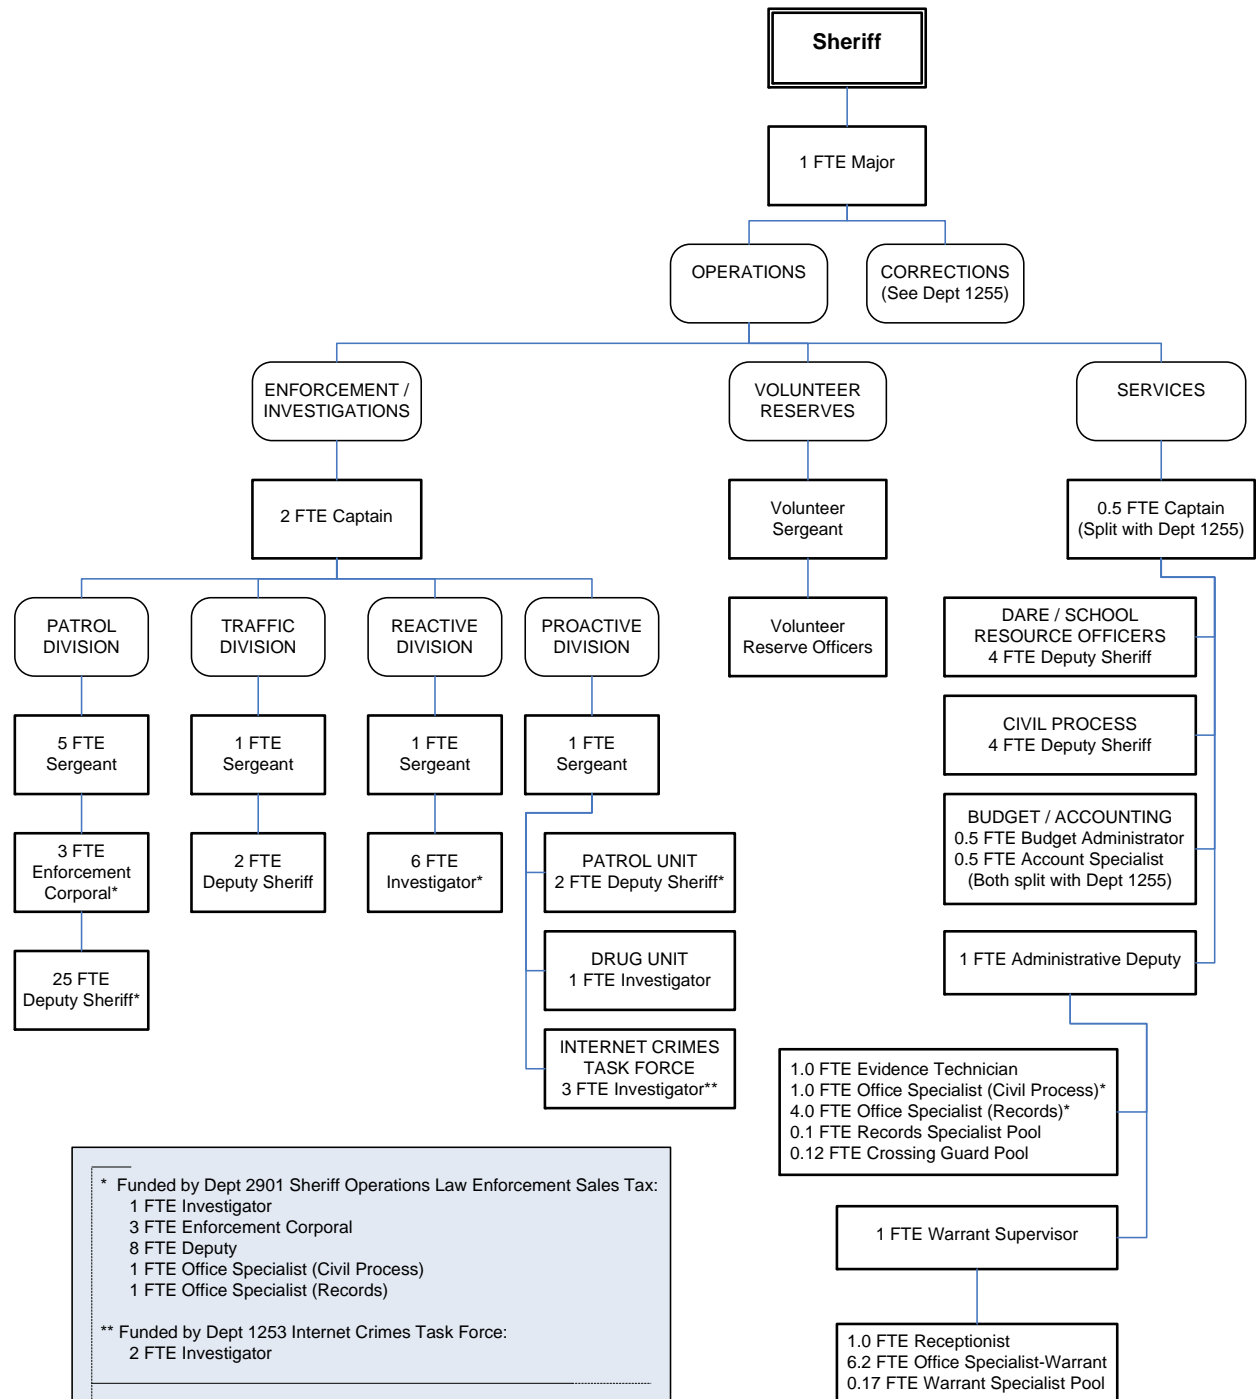 Sheriff
1 FTE Major
OPERATIONS
CORRECTIONS
(See Dept 1255)
ENFORCEMENT /
INVESTIGATIONS
VOLUNTEER
RESERVES
SERVICES
2 FTE Captain
Volunteer
Sergeant
0.5 FTE Captain
(Split with Dept 1255)
PATROL
DIVISION
TRAFFIC
DIVISION
REACTIVE
DIVISION
PROACTIVE
DIVISION
Volunteer
Reserve Officers
DARE / SCHOOL
RESOURCE OFFICERS
4 FTE Deputy Sheriff
5 FTE
Sergeant
1 FTE
Sergeant
1 FTE
Sergeant
1 FTE
Sergeant
CIVIL PROCESS
4 FTE Deputy Sheriff
3 FTE
Enforcement
Corporal*
2 FTE
Deputy Sheriff
6 FTE
Investigator*
PATROL UNIT
2 FTE Deputy Sheriff*
BUDGET / ACCOUNTING
0.5 FTE Budget Administrator
0.5 FTE Account Specialist
(Both split with Dept 1255)
25 FTE
Deputy Sheriff*
DRUG UNIT
1 FTE Investigator
1 FTE Administrative Deputy
INTERNET CRIMES
TASK FORCE
3 FTE Investigator**
1.0 FTE Evidence Technician
1.0 FTE Office Specialist (Civil Process)*
4.0 FTE Office Specialist (Records)*
0.1 FTE Records Specialist Pool
0.12 FTE Crossing Guard Pool
* Funded by Dept 2901 Sheriff Operations Law Enforcement Sales Tax:
1 FTE Investigator
3 FTE Enforcement Corporal
8 FTE Deputy
1 FTE Office Specialist (Civil Process)
1 FTE Office Specialist (Records)
** Funded by Dept 1253 Internet Crimes Task Force:
2 FTE Investigator
1 FTE Warrant Supervisor
1.0 FTE Receptionist
6.2 FTE Office Specialist-Warrant
0.17 FTE Warrant Specialist Pool